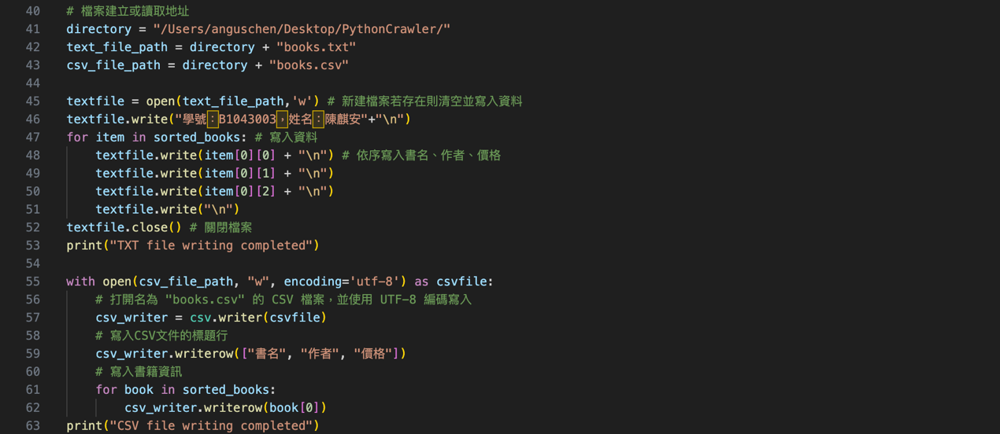 40 # 檔案建立或讀取地址
41 directory = "/Users/anguschen/Desktop/PythonCrawler/"
42 text_file_path = directory + "books.txt"
43 csv_file_path = directory + "books.csv"
44
45 textfile = open(text_file_path,'w') # 新建檔案若存在則清空並寫入資料
46 textfile.write("學號：B1043003，姓名：陳麒安"+"\n")
47 for item in sorted_books: # 寫入資料
48     textfile.write(item[0][0] + "\n") # 依序寫入書名、作者、價格
49     textfile.write(item[0][1] + "\n")
50     textfile.write(item[0][2] + "\n")
51     textfile.write("\n")
52 textfile.close() # 關閉檔案
53 print("TXT file writing completed")
54
55 with open(csv_file_path, "w", encoding='utf-8') as csvfile:
56     # 打開名為 "books.csv" 的 CSV 檔案，並使用 UTF-8 編碼寫入
57     csv_writer = csv.writer(csvfile)
58     # 寫入CSV文件的標題行
59     csv_writer.writerow(["書名", "作者", "價格"])
60     # 寫入書籍資訊
61     for book in sorted_books:
62         csv_writer.writerow(book[0])
63 print("CSV file writing completed")